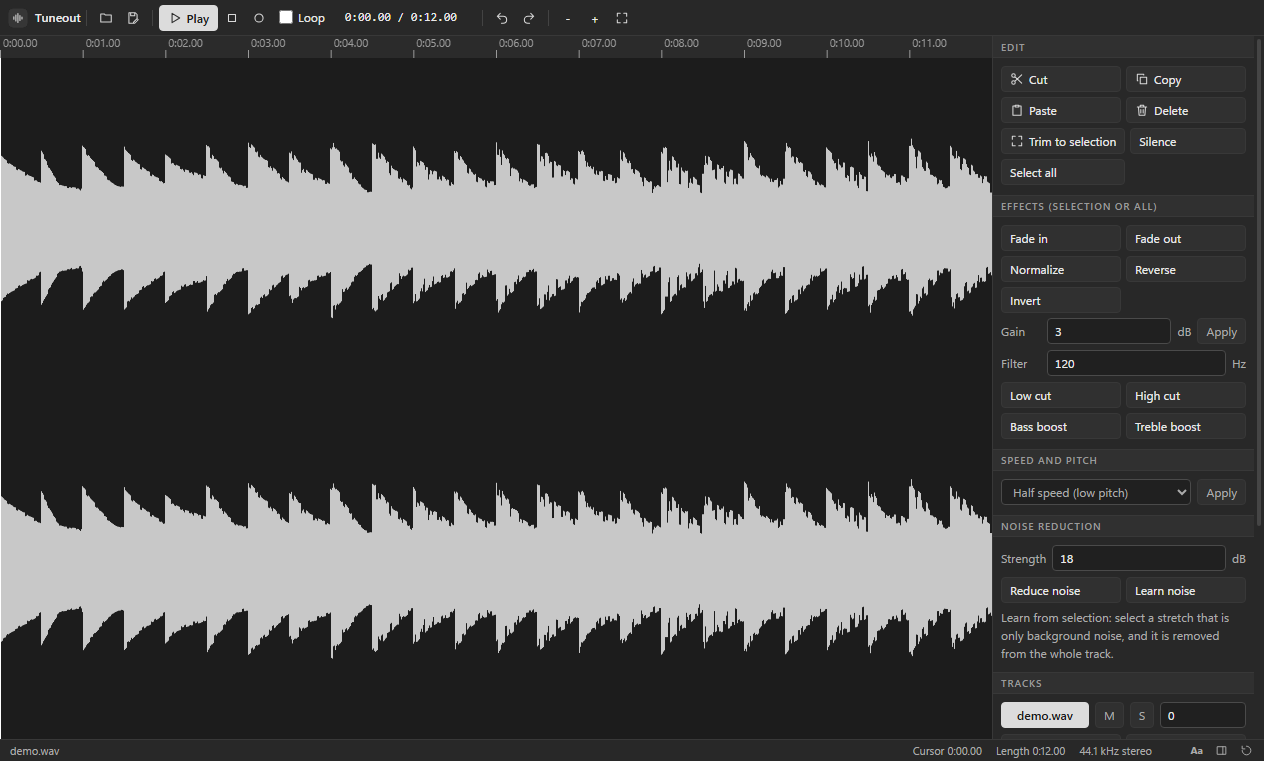 Tuneout Play Loop 0:00.00 / 0:12.00 - +
0:00.00 0:01.00 0:02.00 0:03.00 0:04.00 0:05.00 0:06.00 0:07.00 0:08.00 0:09.00 0:10.00 0:11.00
EDIT
Cut Copy
Paste Delete
Trim to selection Silence
Select all
EFFECTS (SELECTION OR ALL)
Fade in Fade out
Normalize Reverse
Invert
Gain 3 dB Apply
Filter 120 Hz
Low cut High cut
Bass boost Treble boost
SPEED AND PITCH
Half speed (low pitch) Apply
NOISE REDUCTION
Strength 18 dB
Reduce noise Learn noise
Learn from selection: select a stretch that is
only background noise, and it is removed
from the whole track.
TRACKS
demo.wav M S 0
demo.wav Cursor 0:00.00 Length 0:12.00 44.1 kHz stereo Aa